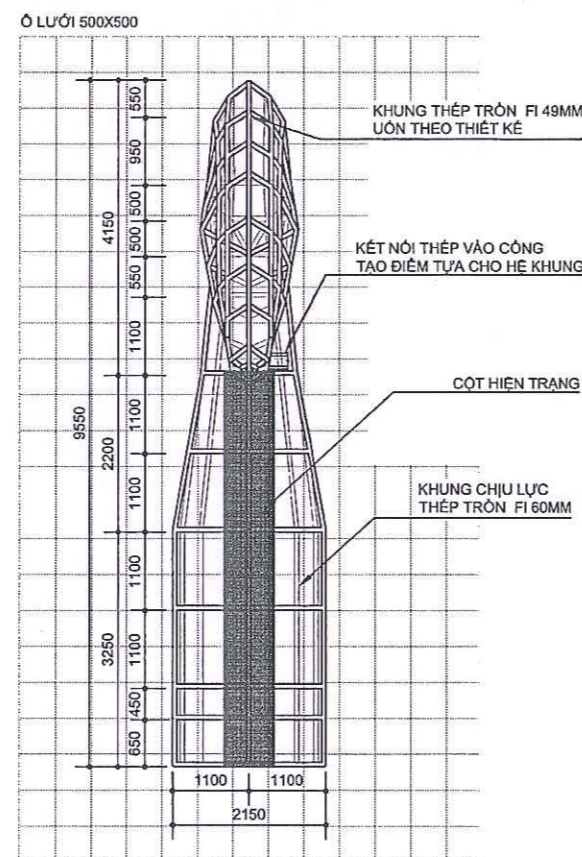 Ô LƯỚI 500X500
KHUNG THÉP TRÒN FI 49MM
UỐN THEO THIẾT KẾ
KẾT NỐI THÉP VÀO CỔNG
TẠO ĐIỂM TỰA CHO HỆ KHUNG
CỘT HIỆN TRẠNG
KHUNG CHỊU LỰC
THÉP TRÒN FI 60MM
550
950
500
500
550
1100
1100
1100
1100
1100
450
650
4150
2200
3250
9550
1100 1100
2150